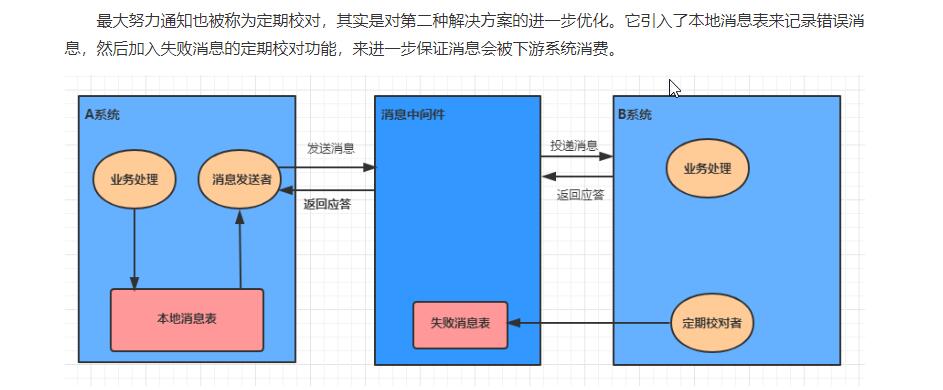 最大努力通知也被称为定期校对，其实是对第二种解决方案的进一步优化。它引入了本地消息表来记录错误消
息，然后加入失败消息的定期校对功能，来进一步保证消息会被下游系统消费。
A系统
消息中间件
B系统
发送消息
投递消息
业务处理
消息发送者
业务处理
返回应答
返回应答
本地消息表
失败消息表
定期校对者